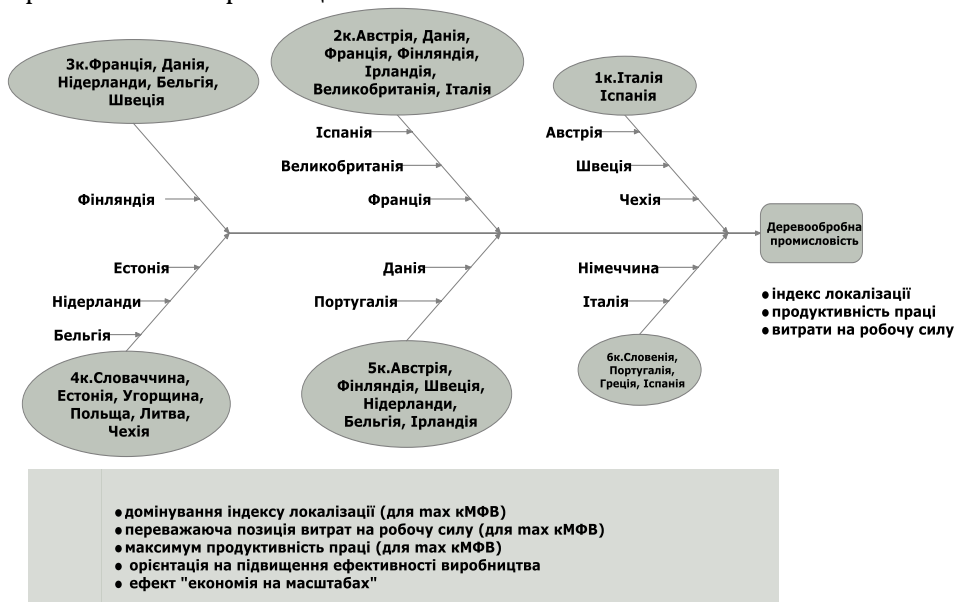 2к.Австрія, Данія,
Франція, Фінляндія,
Ірландія,
Великобританія, Італія
3к.Франція, Данія,
Нідерланди, Бельгія,
Швеція
1к.Італія
Іспанія
Іспанія
Великобританія
Франція
Австрія
Швеція
Чехія
Фінляндія
Деревообробна
промисловість
Естонія
Нідерланди
Бельгія
Данія
Португалія
Німеччина
Італія
●індекс локалізації
●продуктивність праці
●витрати на робочу силу
4к.Словаччина,
Естонія, Угорщина,
Польща, Литва,
Чехія
5к.Австрія,
Фінляндія, Швеція,
Нідерланди,
Бельгія, Ірландія
6к.Словенія,
Португалія,
Греція, Іспанія
●домінування індексу локалізації (для max кМФВ)
●переважаюча позиція витрат на робочу силу (для max кМФВ)
●максимум продуктивність праці (для max кМФВ)
● орієнтація на підвищення ефективності виробництва
● ефект "економія на масштабах"